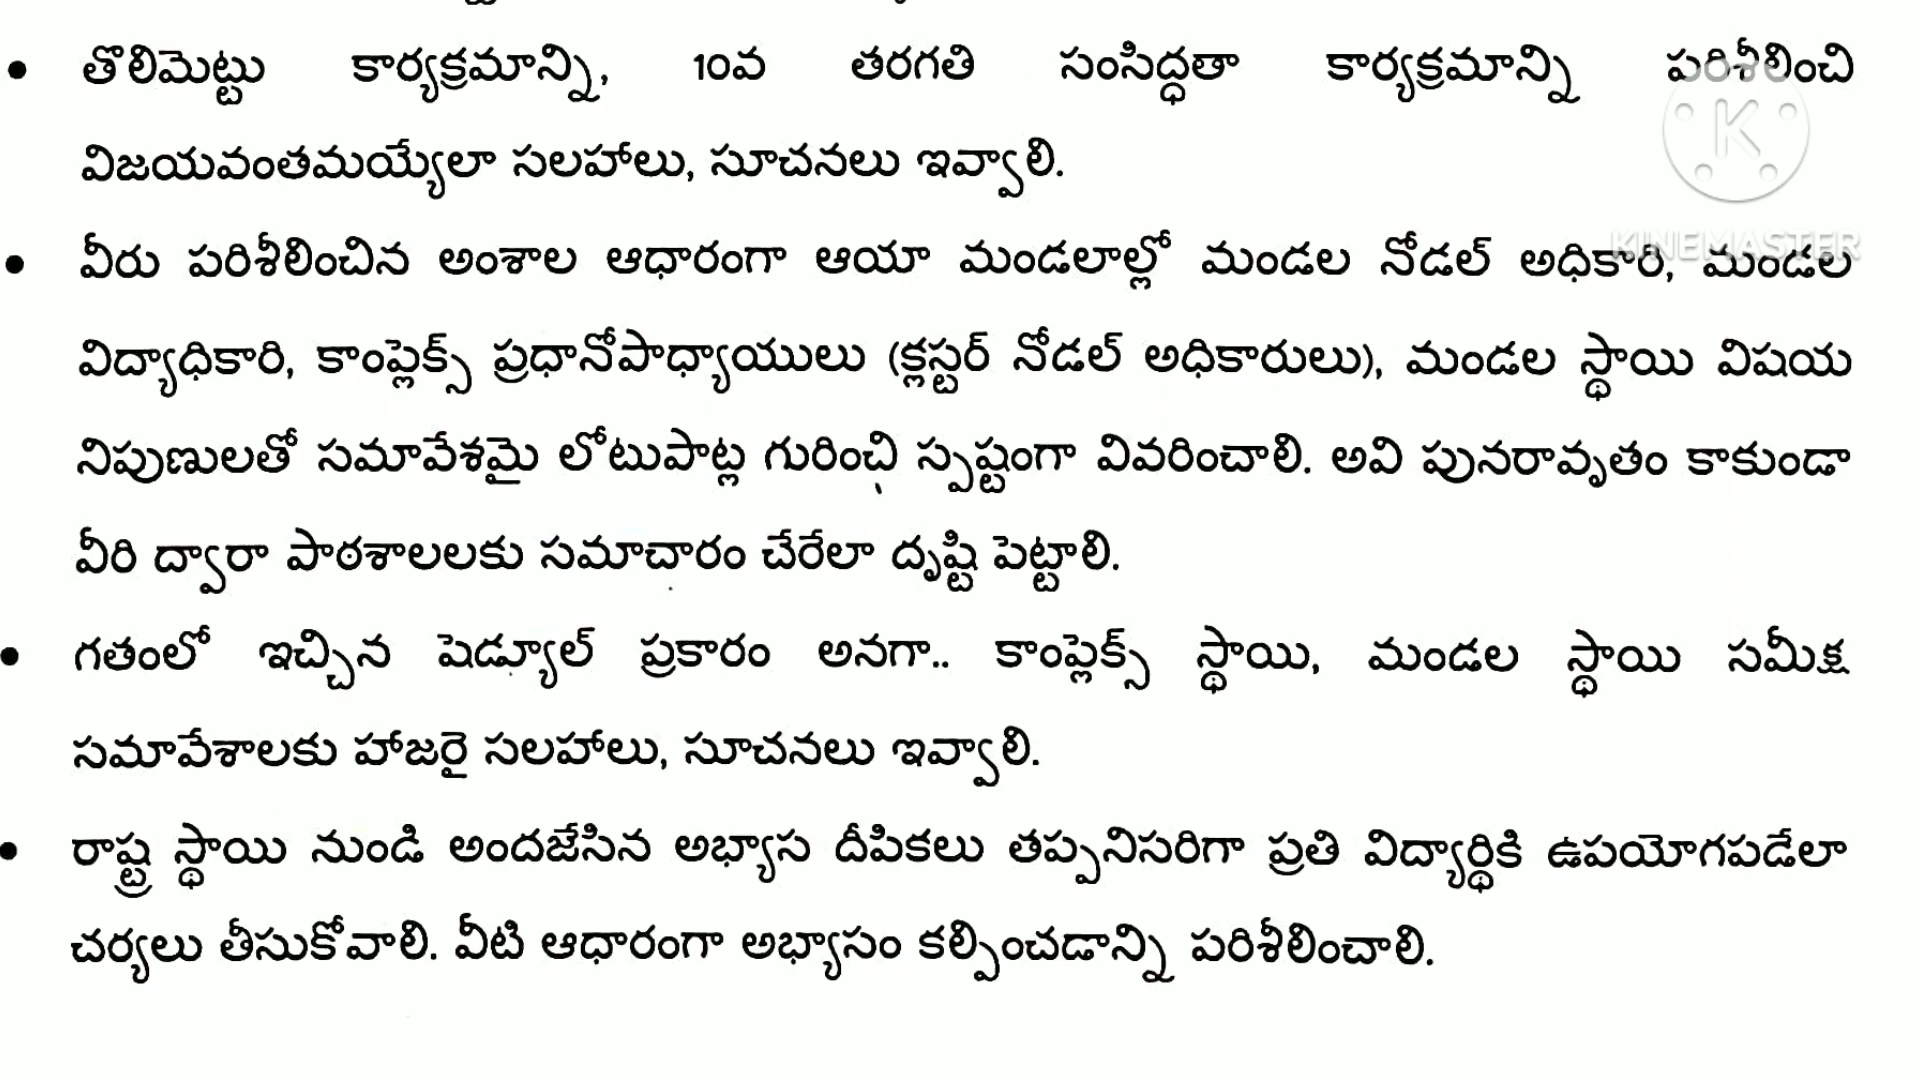 • తొలిమెట్టు కార్యక్రమాన్ని, 10వ తరగతి సంసిద్ధతా కార్యక్రమాన్ని పరిశీలించి
విజయవంతమయ్యేలా సలహాలు, సూచనలు ఇవ్వాలి.
• వీరు పరిశీలించిన అంశాల ఆధారంగా ఆయా మండలాల్లో మండల నోడల్ అధికారి, మండల
విద్యాధికారి, కాంప్లెక్స్ ప్రధానోపాధ్యాయులు (క్లస్టర్ నోడల్ అధికారులు), మండల స్థాయి విషయ
నిపుణులతో సమావేశమై లోటుపాట్ల గురించి స్పష్టంగా వివరించాలి. అవి పునరావృతం కాకుండా
వీరి ద్వారా పాఠశాలలకు సమాచారం చేరేలా దృష్టి పెట్టాలి.
• గతంలో ఇచ్చిన షెడ్యూల్ ప్రకారం అనగా.. కాంప్లెక్స్ స్థాయి, మండల స్థాయి సమీక్ష
సమావేశాలకు హాజరై సలహాలు, సూచనలు ఇవ్వాలి.
• రాష్ట్ర స్థాయి నుండి అందజేసిన అభ్యాస దీపికలు తప్పనిసరిగా ప్రతి విద్యార్థికి ఉపయోగపడేలా
చర్యలు తీసుకోవాలి. వీటి ఆధారంగా అభ్యాసం కల్పించడాన్ని పరిశీలించాలి.
K
KINEMASTER